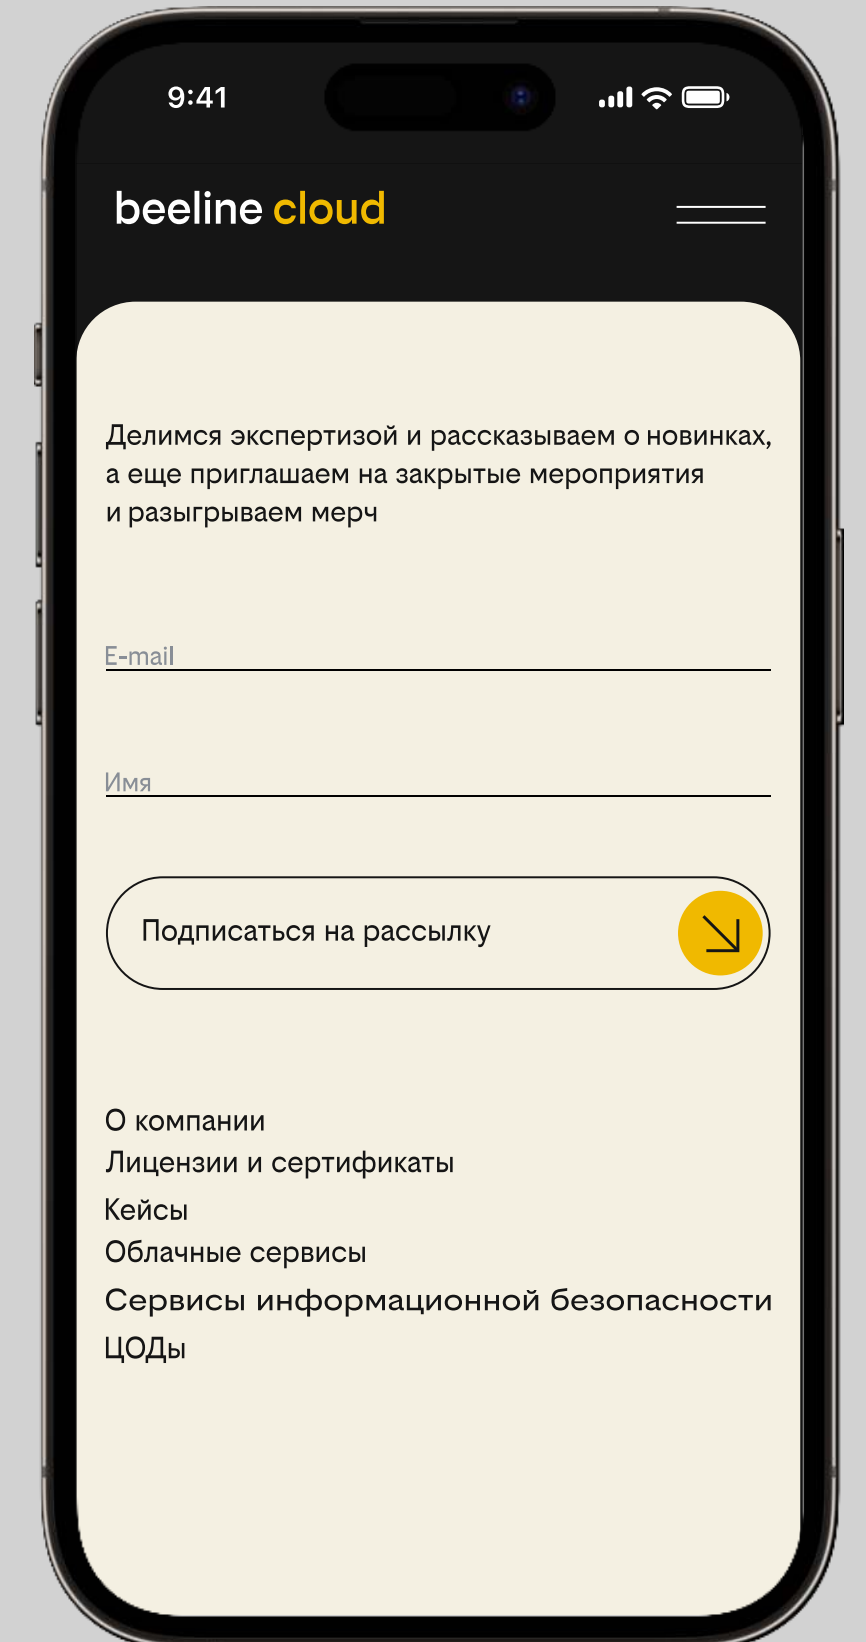 9:41
beeline cloud
Делимся экспертизой и рассказываем о новинках,
а еще приглашаем на закрытые мероприятия
и разыгрываем мерч
E-mail
Имя
Подписаться на рассылку
О компании
Лицензии и сертификаты
Кейсы
Облачные сервисы
Сервисы информационной безопасности
ЦОДы